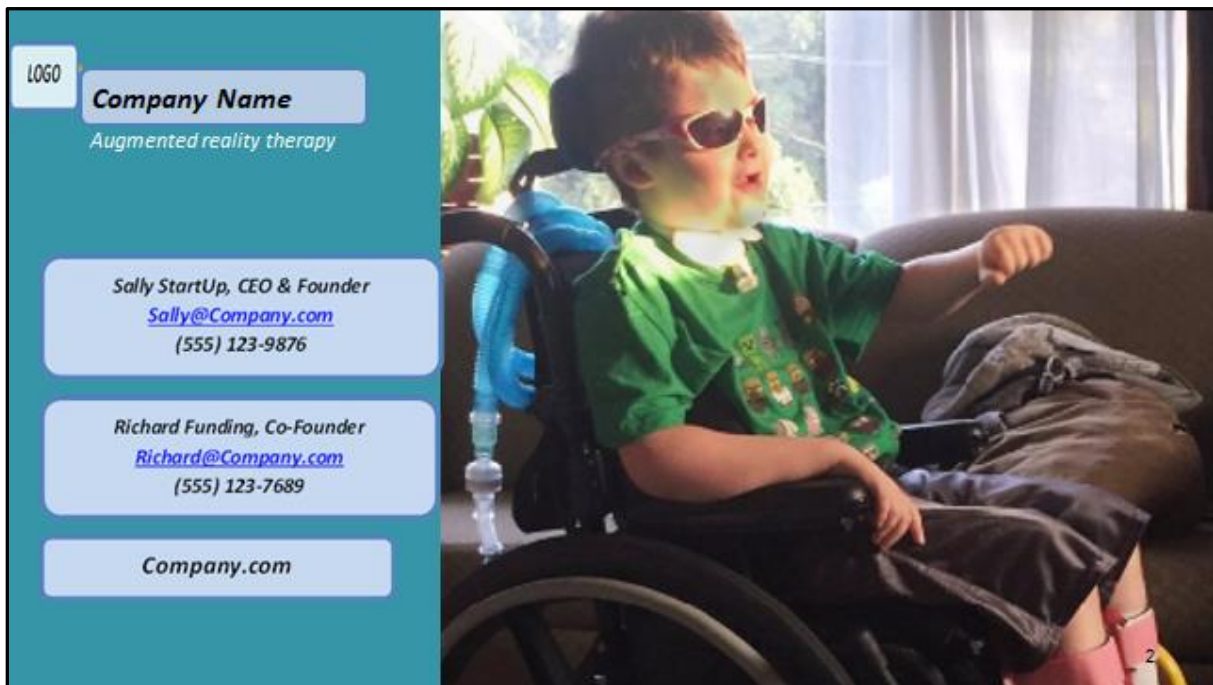 LOGO
Company Name
Augmented reality therapy
Sally StartUp, CEO & Founder
Sally@Company.com
(555) 123-9876
Richard Funding, Co-Founder
Richard@Company.com
(555) 123-7689
Company.com
2